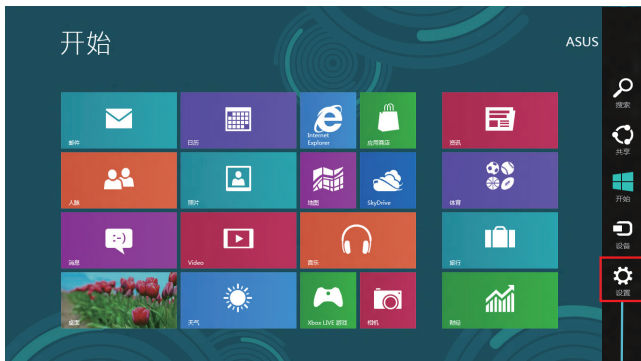 开始
ASUS
邮件
日历
Internet
Explorer
应用商店
资讯
人脉
照片
地图
SkyDrive
体育
消息
Video
音乐
旅行
桌面
天气
Xbox LIVE 游戏
相机
财经
搜索
共享
开始
设备
设置